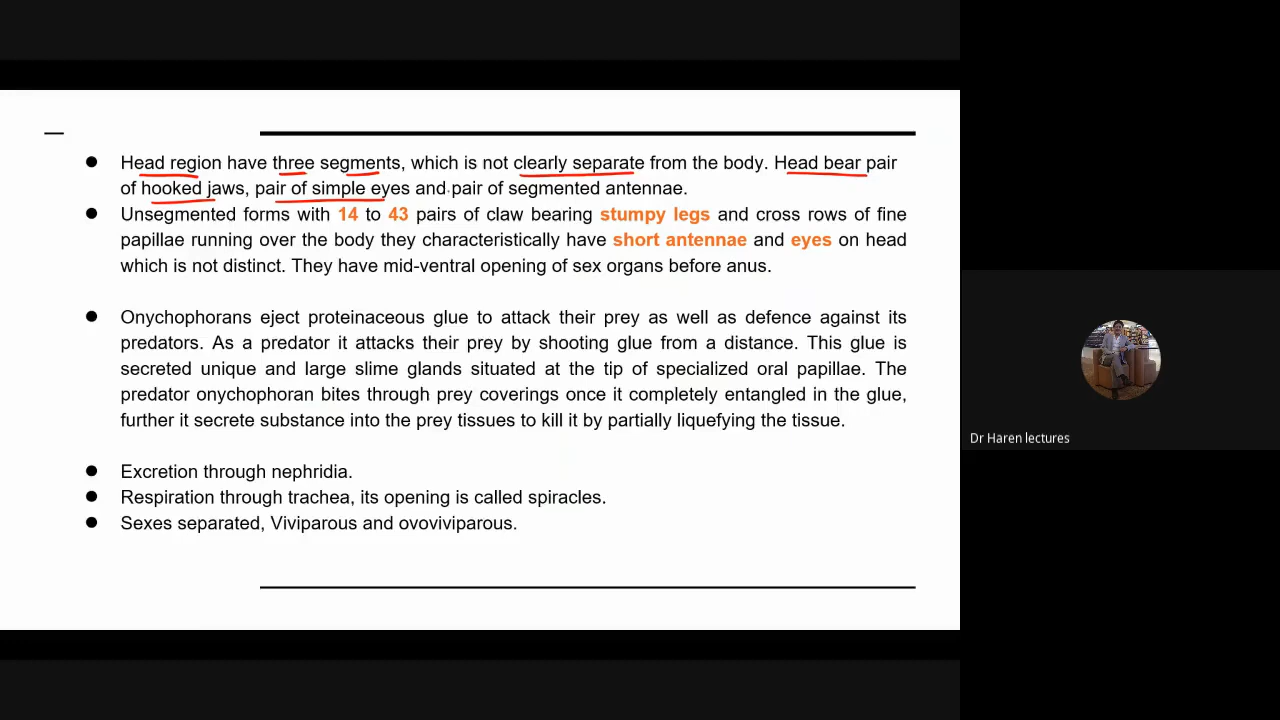 Head region have three segments, which is not clearly separate from the body. Head bear pair
of hooked jaws, pair of simple eyes and pair of segmented antennae.
Unsegmented forms with 14 to 43 pairs of claw bearing stumpy legs and cross rows of fine
papillae running over the body they characteristically have short antennae and eyes on head
which is not distinct. They have mid-ventral opening of sex organs before anus.
Onychophorans eject proteinaceous glue to attack their prey as well as defence against its
predators. As a predator it attacks their prey by shooting glue from a distance. This glue is
secreted unique and large slime glands situated at the tip of specialized oral papillae. The
predator onychophoran bites through prey coverings once it completely entangled in the glue,
further it secrete substance into the prey tissues to kill it by partially liquefying the tissue.
Excretion through nephridia.
Respiration through trachea, its opening is called spiracles.
Sexes separated, Viviparous and ovoviviparous.
Dr Haren lectures